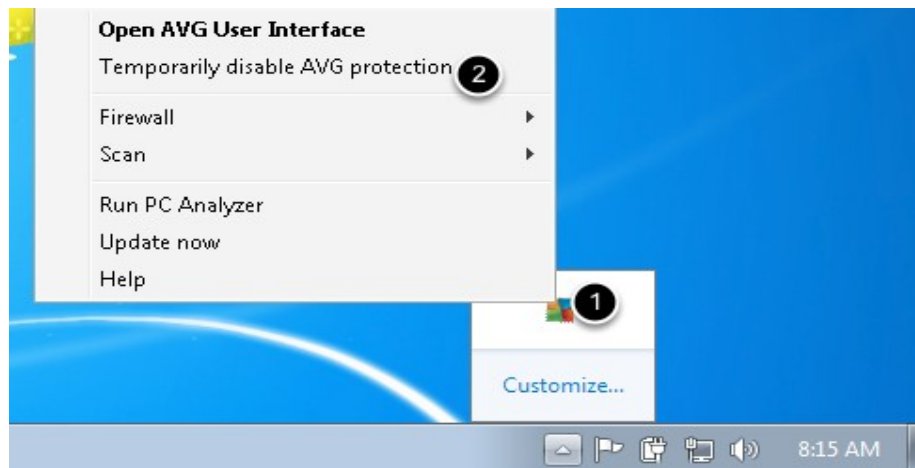 Open AVG User Interface
Temporarily disable AVG protection
2
Firewall
Scan
Run PC Analyzer
Update now
Help
1
Customize...
8:15 AM